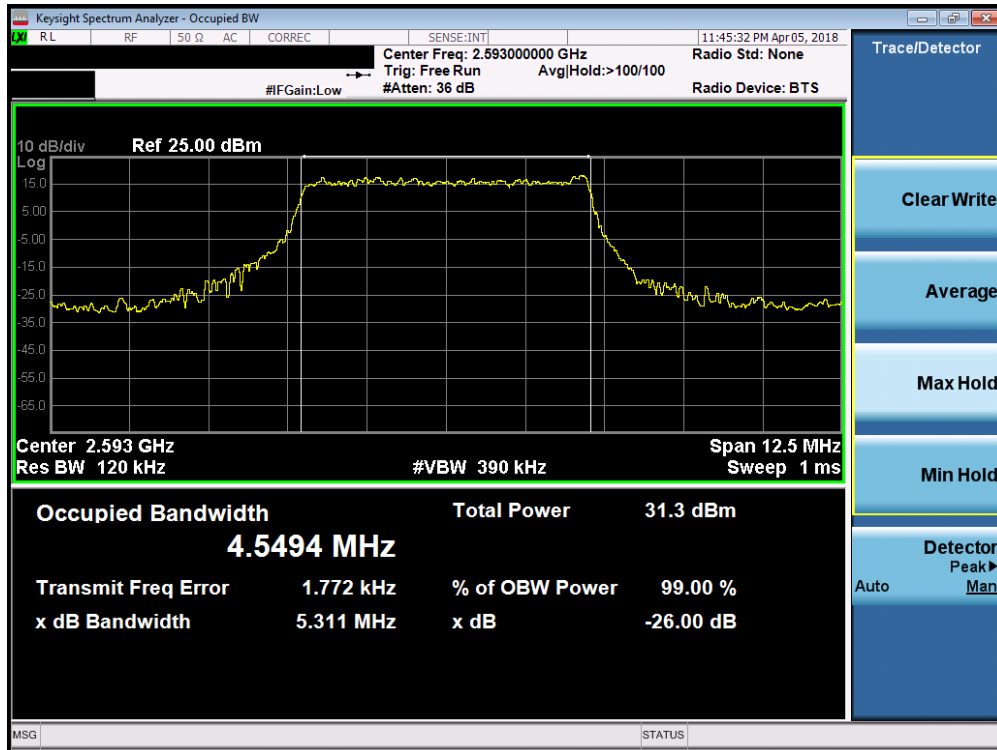 Keysight Spectrum Analyzer - Occupied BW
LXI RL RF 50 Ω AC CORREC SENSE:INT 11:45:32 PM Apr 05, 2018
Center Freq: 2.593000000 GHz Radio Std: None
Trig: Free Run Avg|Hold:>100/100
#IFGain:Low #Atten: 36 dB Radio Device: BTS
10 dB/div Ref 25.00 dBm
Log
15.0
5.00
-5.00
-15.0
-25.0
-35.0
-45.0
-55.0
-65.0
Center 2.593 GHz Span 12.5 MHz
Res BW 120 kHz #VBW 390 kHz Sweep 1 ms
Occupied Bandwidth Total Power 31.3 dBm
4.5494 MHz
Transmit Freq Error 1.772 kHz % of OBW Power 99.00 %
x dB Bandwidth 5.311 MHz x dB -26.00 dB
MSG STATUS
Trace/Detector
Clear Write
Average
Max Hold
Min Hold
Detector
Peak▶
Auto Man